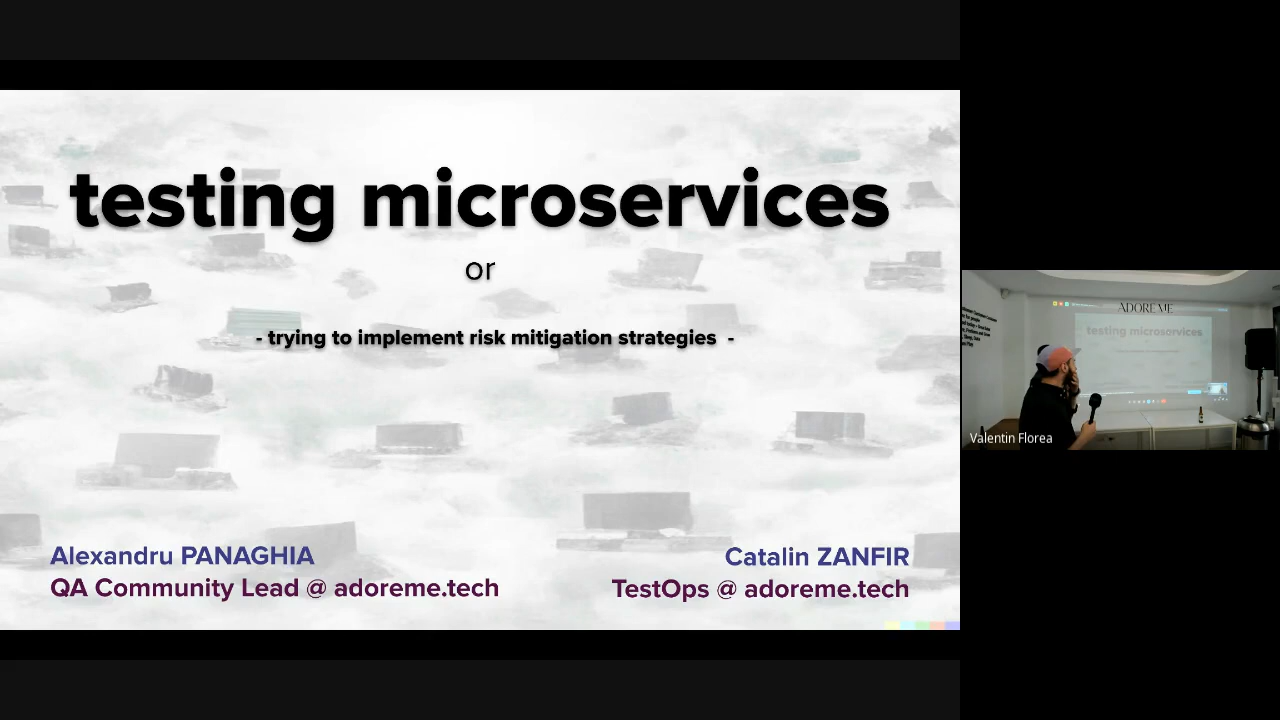 testing microservices
or
- trying to implement risk mitigation strategies -
Alexandru PANAGHIA
QA Community Lead @ adoreme.tech
Catalin ZANFIR
TestOps @ adoreme.tech
ADORE ME
testing microservices
Valentin Florea